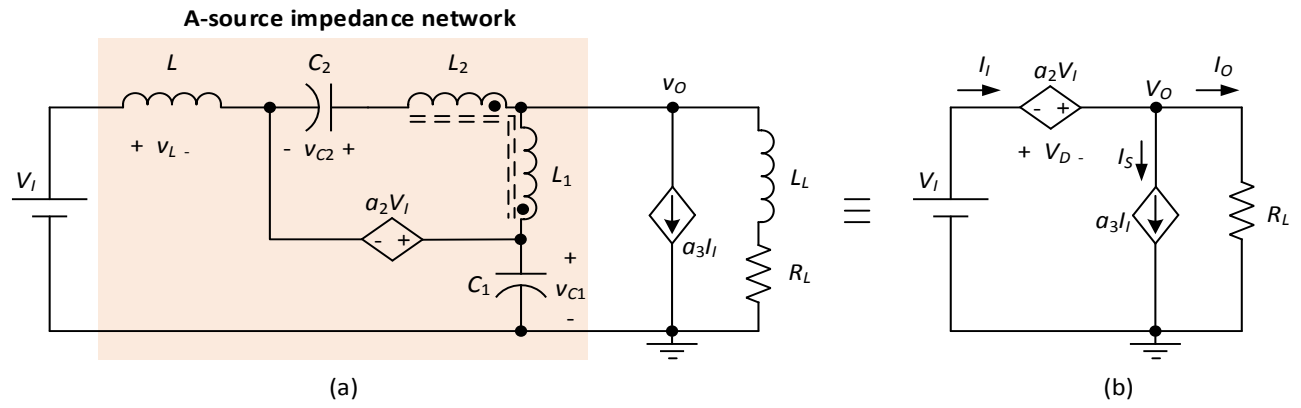 A-source impedance network
L
C2
L2
vO
+ vL -
- vC2 +
L1
LL
VI
a2VI
- +
a3I_I
C1
+
vC1
-
RL
(a)
≡
II
a2VI
- +
+ VD -
VO
IO
IS
VI
a3II
RL
(b)